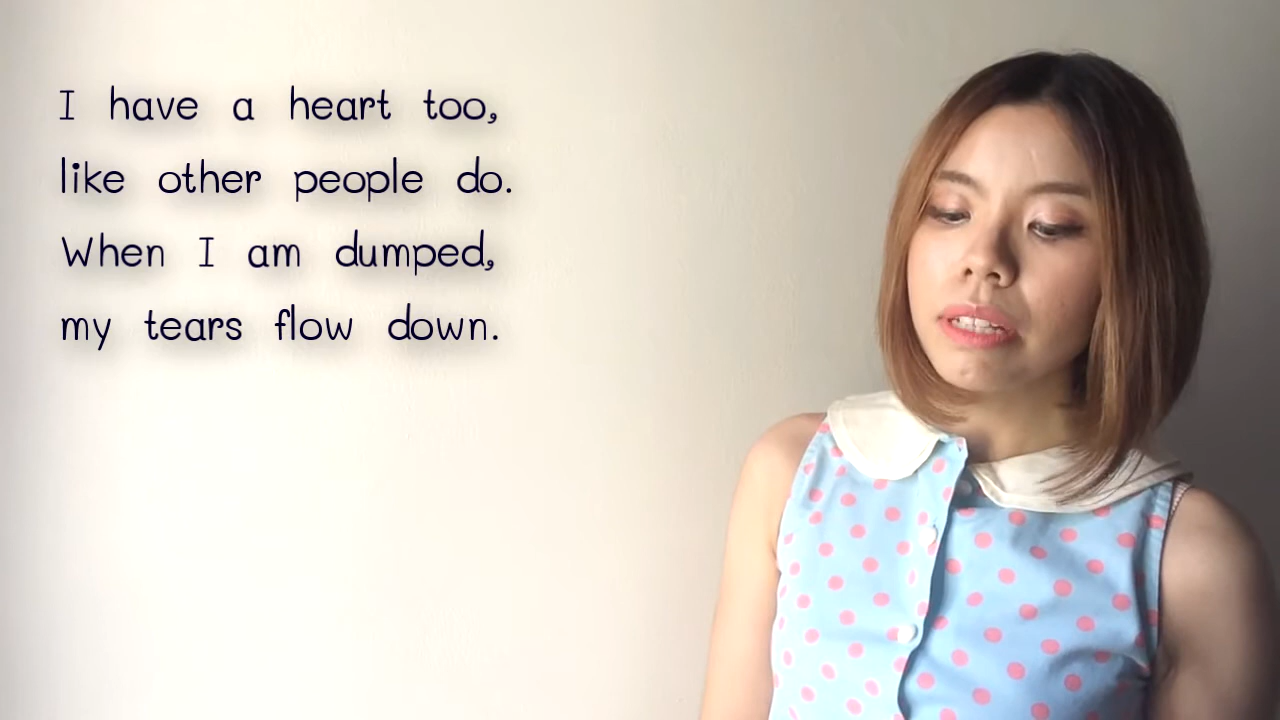 I have a heart too,
like other people do.
When I am dumped,
my tears flow down.